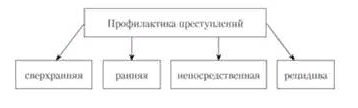 Профилактика преступлений
сверхранняя
ранняя
непосредственная
рецидива